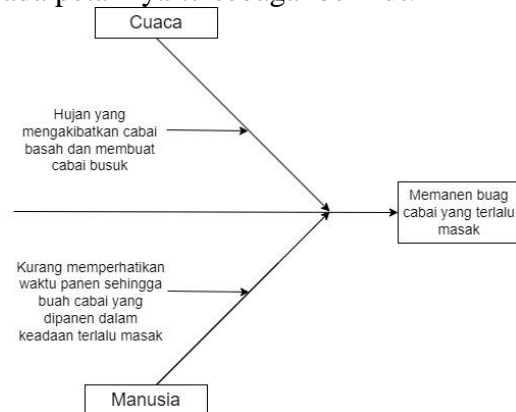 Cuaca
Hujan yang
mengakibatkan cabai
basah dan membuat
cabai busuk
Memanen buag
cabai yang terlalu
masak
Kurang memperhatikan
waktu panen sehingga
buah cabai yang
dipanen dalam
keadaan terlalu masak
Manusia